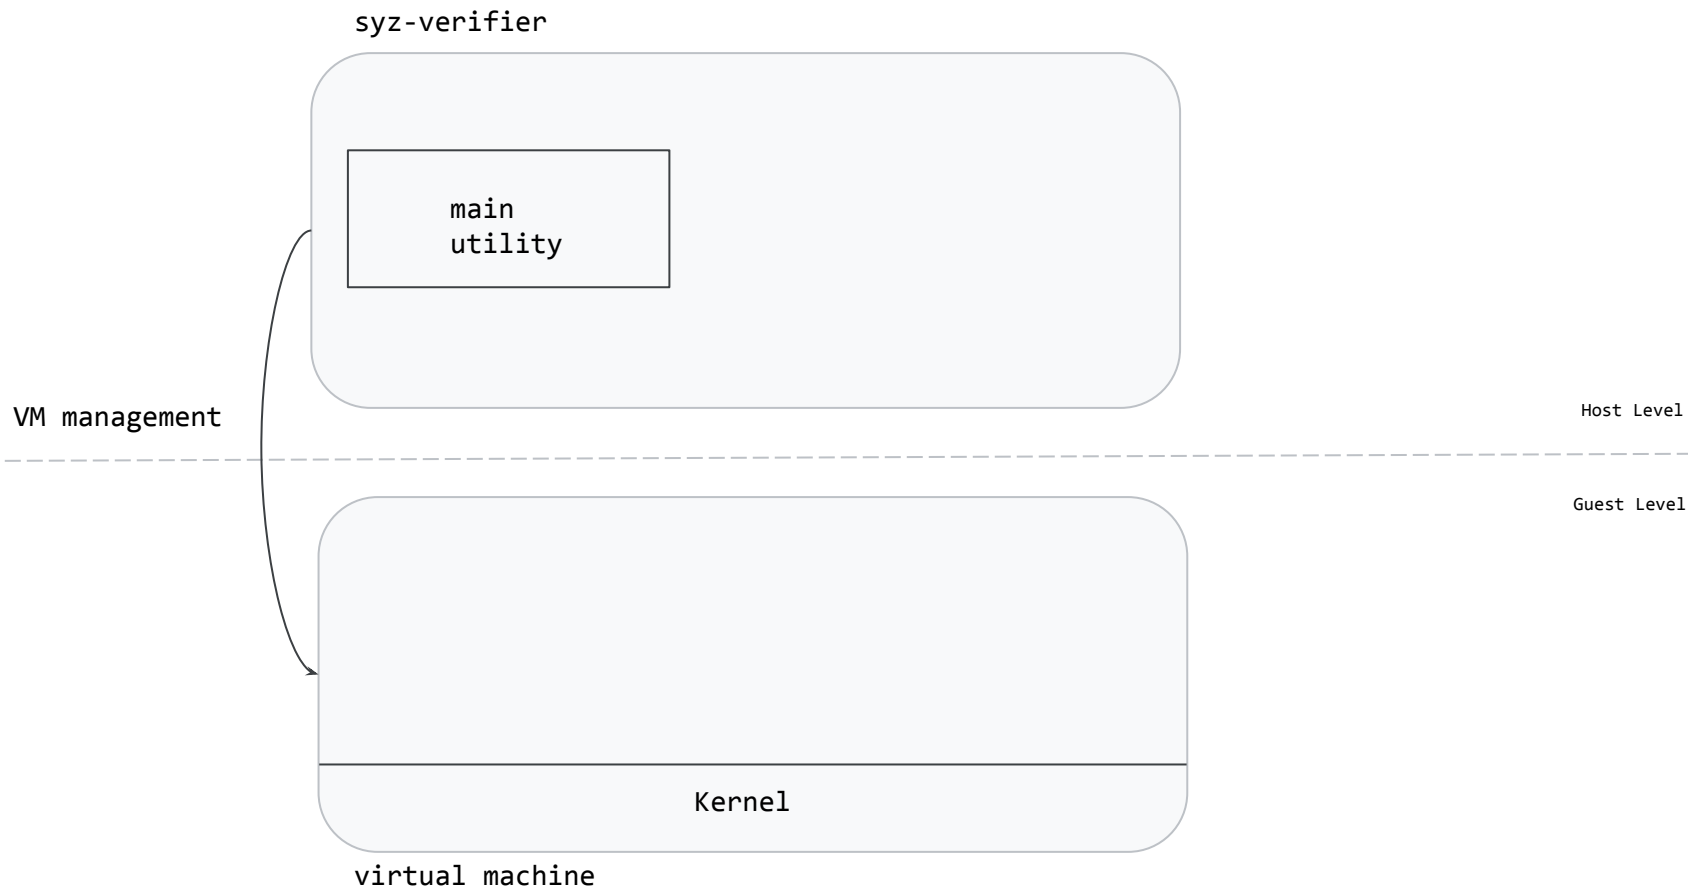 syz-verifier
main
utility
VM management
Host Level
Guest Level
Kernel
virtual machine